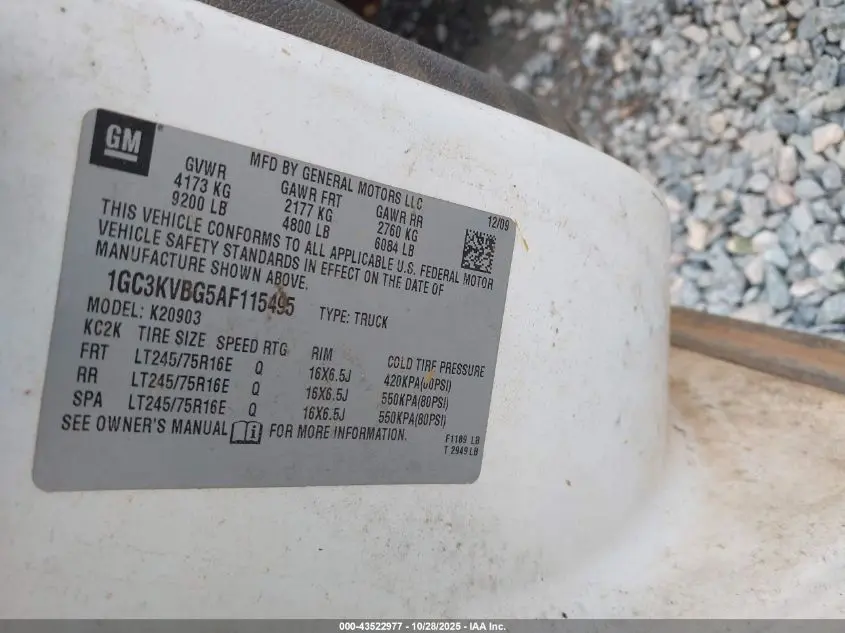 GM
MFD BY GENERAL MOTORS LLC
12/09
GVWR GAWR FRT GAWR RR
4173 KG 2177 KG 2760 KG
9200 LB 4800 LB 6084 LB
THIS VEHICLE CONFORMS TO ALL APPLICABLE U.S. FEDERAL MOTOR
VEHICLE SAFETY STANDARDS IN EFFECT ON THE DATE OF
MANUFACTURE SHOWN ABOVE.
1GC3KVBG5AF115495 TYPE: TRUCK
MODEL: K20903
KC2K TIRE SIZE SPEED RTG RIM COLD TIRE PRESSURE
FRT LT245/75R16E Q 16X6.5J 420KPA(60PSI)
RR LT245/75R16E Q 16X6.5J 550KPA(80PSI)
SPA LT245/75R16E Q 16X6.5J 550KPA(80PSI)
SEE OWNER'S MANUAL FOR MORE INFORMATION.
F1189 LB
T 2949 LB
000-43522977 | 10/28/2025 - IAA Inc.